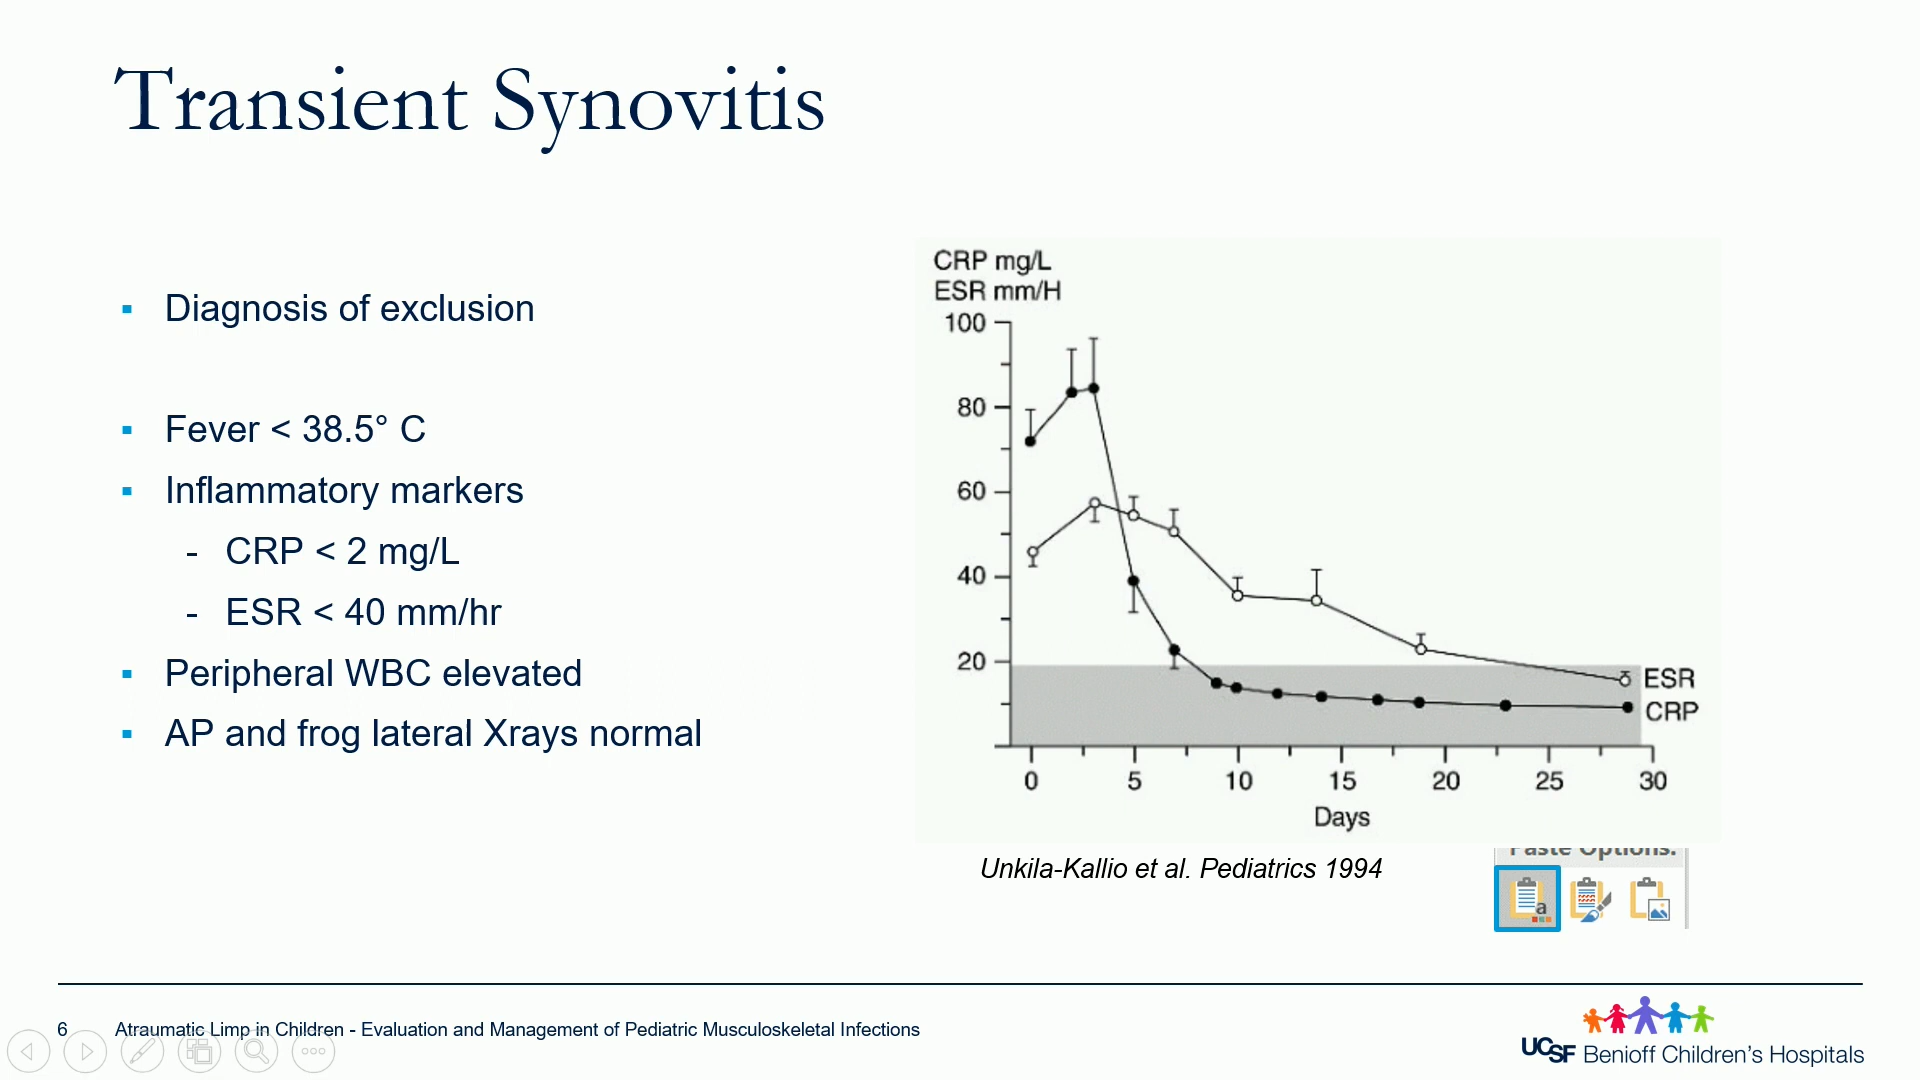 Transient Synovitis
▪ Diagnosis of exclusion
▪ Fever < 38.5° C
▪ Inflammatory markers
- CRP < 2 mg/L
- ESR < 40 mm/hr
▪ Peripheral WBC elevated
▪ AP and frog lateral Xrays normal
CRP mg/L
ESR mm/H
100
80
60
40
20
ESR
CRP
0 5 10 15 20 25 30
Days
Unkila-Kallio et al. Pediatrics 1994
Paste Options:
a
6 Atraumatic Limp in Children - Evaluation and Management of Pediatric Musculoskeletal Infections
UCSF Benioff Children's Hospitals